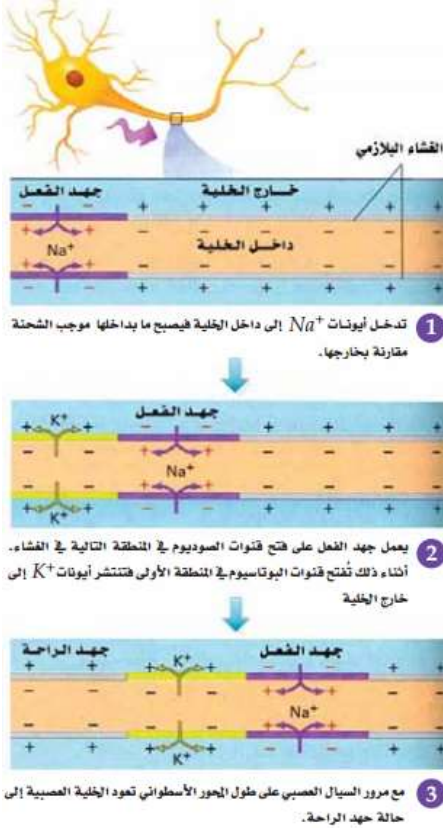 الغشاء البلازمي
جهد الفعل
خارج الخلية
- - + + + + + +
+ + - - - - - -
Na⁺
داخل الخلية
+ + - - - - - -
- - + + + + + +
1 تدخل أيونات Na⁺ إلى داخل الخلية فيصبح ما بداخلها موجب الشحنة
مقارنة بخارجها.
جهد الفعل
K⁺
+ + - - + + + +
- - + + - - - -
Na⁺
- - + + - - - -
+ + - - + + + +
K⁺
2 يعمل جهد الفعل على فتح قنوات الصوديوم في المنطقة التالية في الغشاء.
أثناء ذلك تُفتح قنوات البوتاسيوم في المنطقة الأولى فتنتشر أيونات K⁺ إلى
خارج الخلية
جهد الراحة
جهد الفعل
K⁺
+ + + + - - + +
- - - - + + - -
Na⁺
- - - - + + - -
+ + + + - - + +
K⁺
3 مع مرور السيال العصبي على طول المحور الأسطواني تعود الخلية العصبية إلى
حالة جهد الراحة.